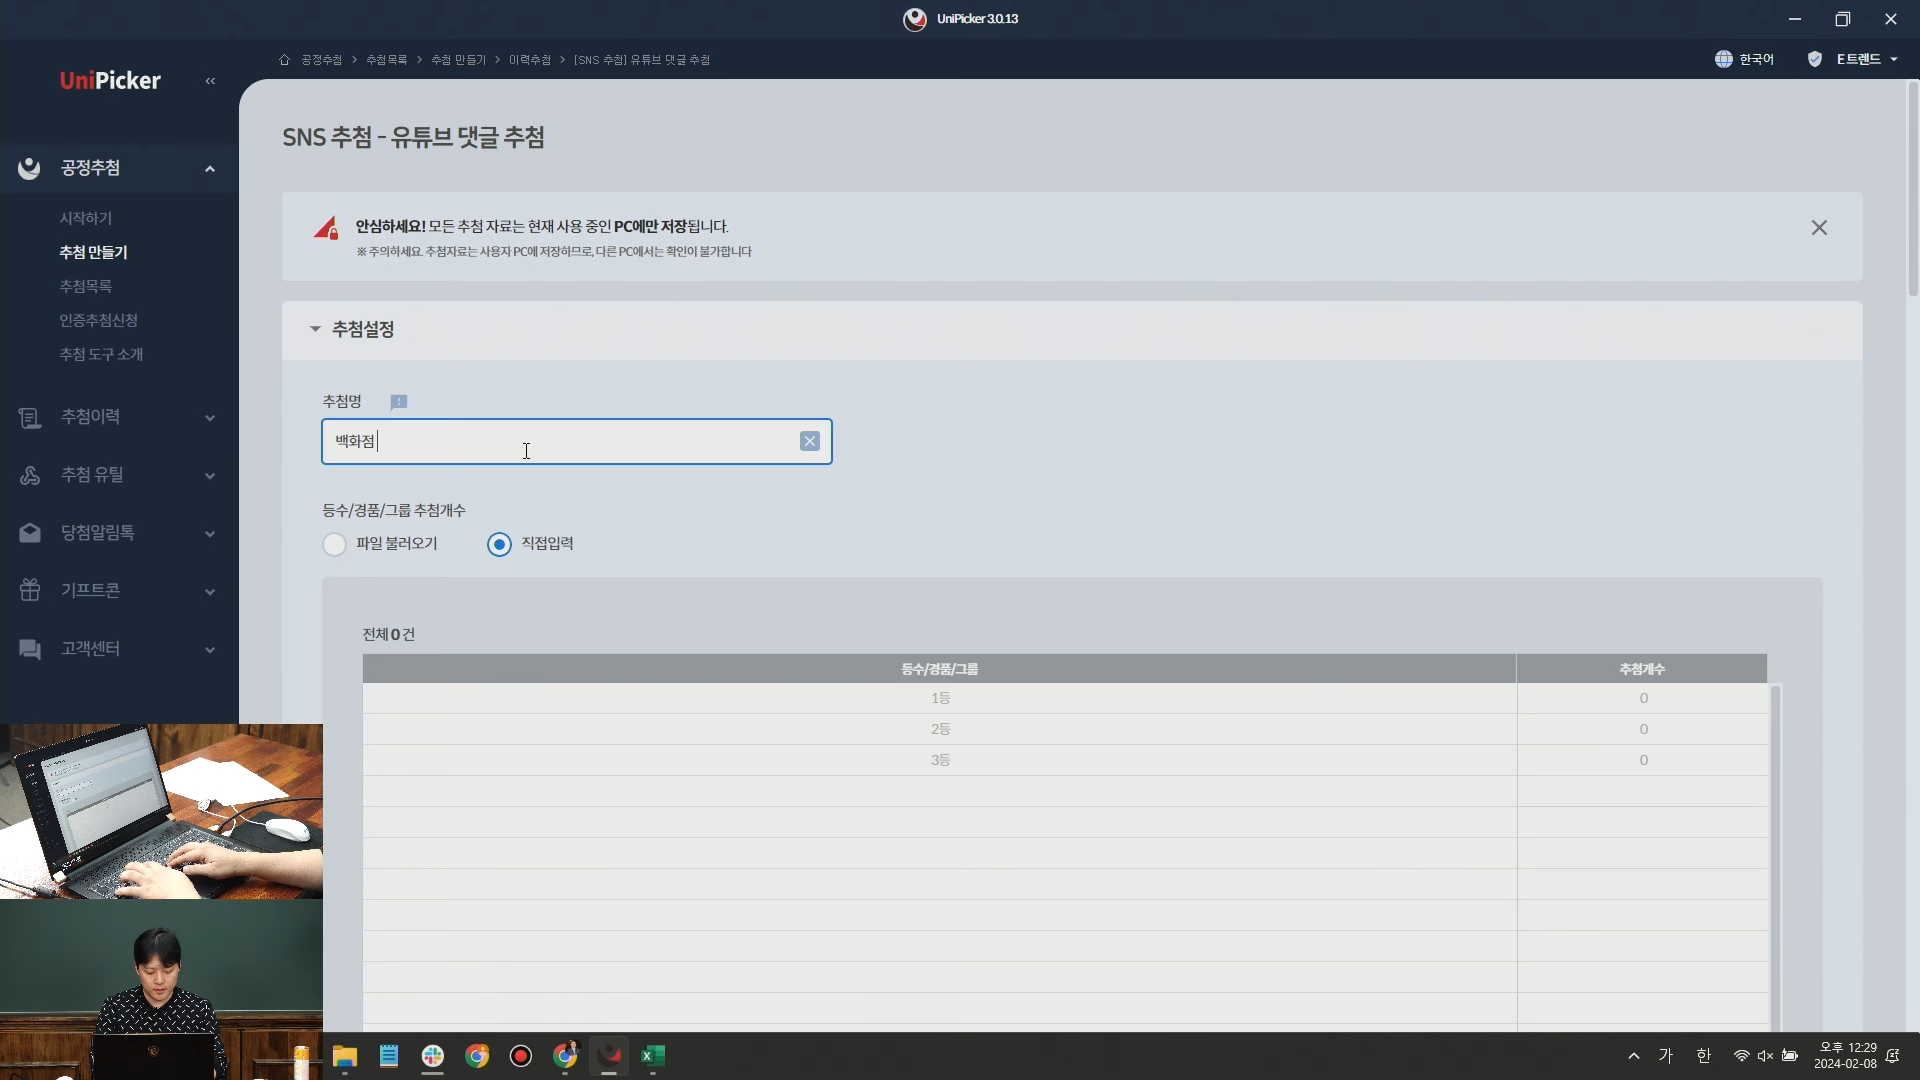 UniPicker 3.0.13
UniPicker
공정추첨 > 추첨목록 > 추첨 만들기 > 이력추첨 > [SNS 추첨] 유튜브 댓글 추첨
한국어
E트렌드
공정추첨
시작하기
추첨 만들기
추첨목록
인증추첨신청
추첨 도구 소개
추첨이력
추첨 유틸
당첨알림톡
기프트콘
고객센터
SNS 추첨 - 유튜브 댓글 추첨
안심하세요! 모든 추첨 자료는 현재 사용 중인 PC에만 저장됩니다.
※ 주의하세요. 추첨자료는 사용자 PC에 저장하므로, 다른 PC에서는 확인이 불가합니다
추첨설정
추첨명
백화점
등수/경품/그룹 추첨개수
파일 불러오기
직접입력
전체 0 건
등수/경품/그룹 추첨개수
1등 0
2등 0
3등 0
가 한
오후 12:29
2024-02-08